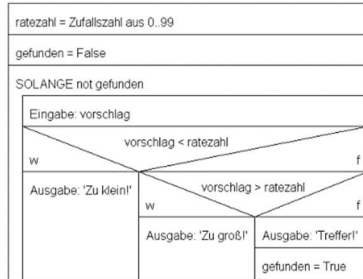 ratezahl = Zufallszahl aus 0..99
gefunden = False
SOLANGE not gefunden
Eingabe: vorschlag
vorschlag < ratezahl
w
f
Ausgabe: 'Zu klein!'
vorschlag > ratezahl
w
f
Ausgabe: 'Zu groß!'
Ausgabe: 'Treffer!'
gefunden = True